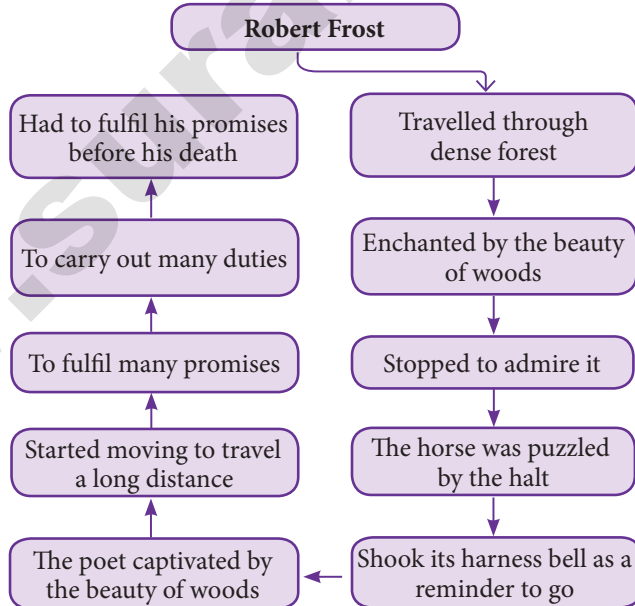 Robert Frost
Travelled through
dense forest
Enchanted by the beauty
of woods
Stopped to admire it
The horse was puzzled
by the halt
Shook its harness bell as a
reminder to go
The poet captivated by
the beauty of woods
Started moving to travel
a long distance
To fulfil many promises
To carry out many duties
Had to fulfil his promises
before his death
.sura